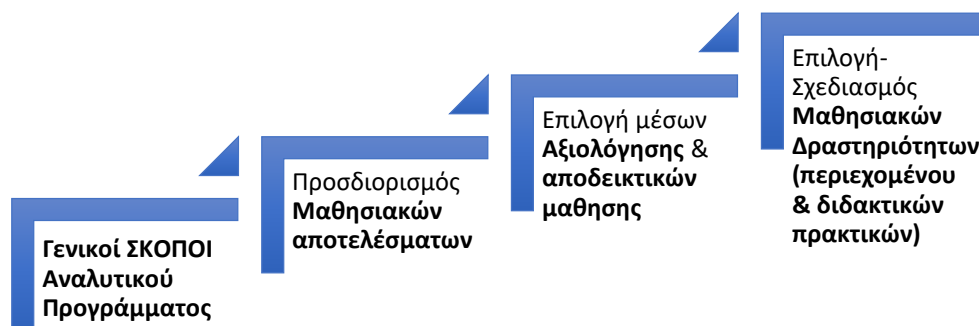 Γενικοί ΣΚΟΠΟΙ
Αναλυτικού
Προγράμματος
Προσδιορισμός
Μαθησιακών
αποτελέσματων
Επιλογή μέσων
Αξιολόγησης &
αποδεικτικών
μαθησης
Επιλογή-
Σχεδιασμός
Μαθησιακών
Δραστηριότητων
(περιεχομένου
& διδακτικών
πρακτικών)